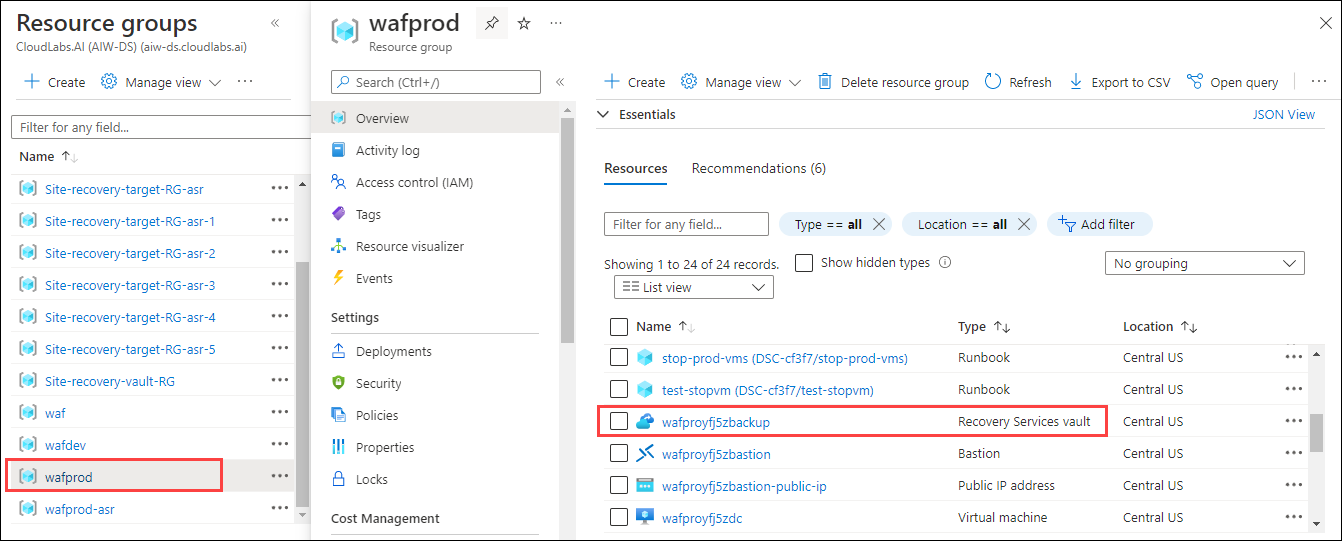 Resource groups
CloudLabs.AI (AIW-DS) (aiw-ds.cloudlabs.ai)
Create Manage view
Filter for any field...
Name
Site-recovery-target-RG-asr
Site-recovery-target-RG-asr-1
Site-recovery-target-RG-asr-2
Site-recovery-target-RG-asr-3
Site-recovery-target-RG-asr-4
Site-recovery-target-RG-asr-5
Site-recovery-vault-RG
waf
wafdev
wafprod
wafprod-asr
wafprod
Resource group
Search (Ctrl+/)
Overview
Activity log
Access control (IAM)
Tags
Resource visualizer
Events
Settings
Deployments
Security
Policies
Properties
Locks
Cost Management
Create Manage view Delete resource group Refresh Export to CSV Open query
Essentials JSON View
Resources Recommendations (6)
Filter for any field... Type == all Location == all Add filter
Showing 1 to 24 of 24 records. Show hidden types No grouping
List view
Name Type Location
stop-prod-vms (DSC-cf3f7/stop-prod-vms) Runbook Central US
test-stopvm (DSC-cf3f7/test-stopvm) Runbook Central US
wafproyfj5zbackup Recovery Services vault Central US
wafproyfj5zbastion Bastion Central US
wafproyfj5zbastion-public-ip Public IP address Central US
wafproyfj5zdc Virtual machine Central US